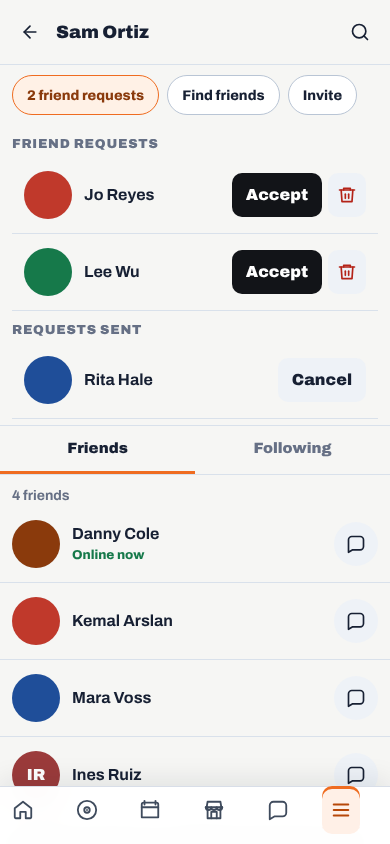 Sam Ortiz
2 friend requests
Find friends
Invite
FRIEND REQUESTS
Jo Reyes
Accept
Lee Wu
Accept
REQUESTS SENT
Rita Hale
Cancel
Friends
Following
4 friends
Danny Cole
Online now
Kemal Arslan
Mara Voss
IR
Ines Ruiz